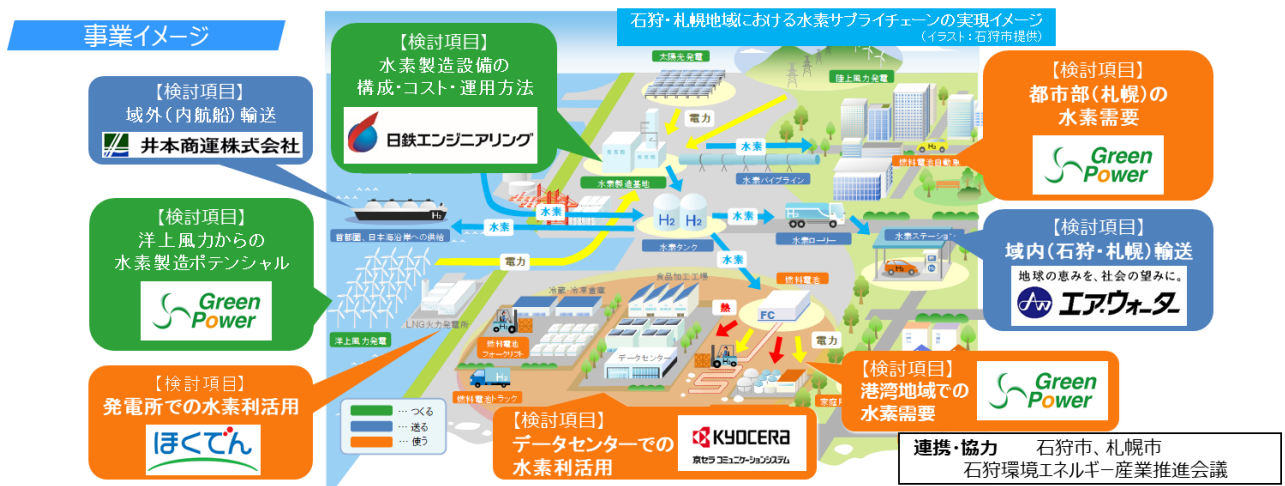 事業イメージ
石狩・札幌地域における水素サプライチェーンの実現イメージ
（イラスト：石狩市提供）
【検討項目】
域外（内航船）輸送
井本商運株式会社
【検討項目】
水素製造設備の
構成・コスト・運用方法
日鉄エンジニアリング
【検討項目】
都市部（札幌）の
水素需要
Green
Power
【検討項目】
洋上風力からの
水素製造ポテンシャル
Green
Power
【検討項目】
域内（石狩・札幌）輸送
地球の恵みを、社会の望みに。
AW エア・ウォーター
【検討項目】
発電所での水素利活用
ほくでん
【検討項目】
データセンターでの
水素利活用
KYOCERA
京セラコミュニケーションシステム
【検討項目】
港湾地域での
水素需要
Green
Power
太陽光発電
陸上風力発電
電力
水素
燃料電池自動車
H₂
水素製造基地
水素パイプライン
水素
H₂
首都圏、日本海沿岸への供給
水素
H₂ H₂
水素タンク
水素
H₂
水素ローリー
水素ステーション
H₂
電力
水素
食品加工工場
冷蔵・冷凍倉庫
燃料電池
FC
熱
電力
洋上風力発電
LNG火力発電所
燃料電池
フォークリフト
データセンター
H₂
燃料電池トラック
… つくる
… 送る
… 使う
連携・協力 石狩市、札幌市
石狩環境エネルギー産業推進会議